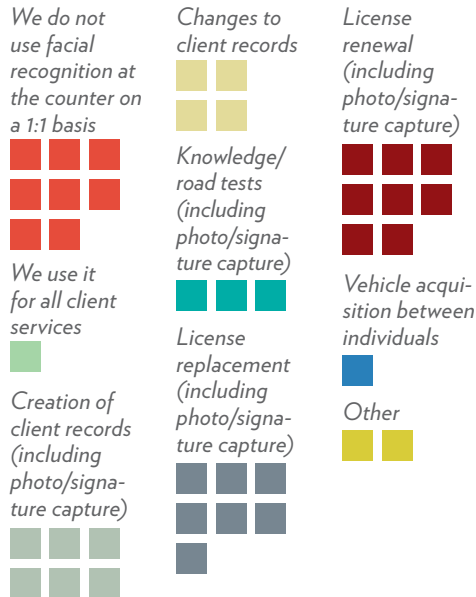 We do not
use facial
recognition at
the counter on
a 1:1 basis
We use it
for all client
services
Creation of
client records
(including
photo/signa-
ture capture)
Changes to
client records
Knowledge/
road tests
(including
photo/signa-
ture capture)
License
replacement
(including
photo/signa-
ture capture)
License
renewal
(including
photo/signa-
ture capture)
Vehicle acqui-
sition between
individuals
Other